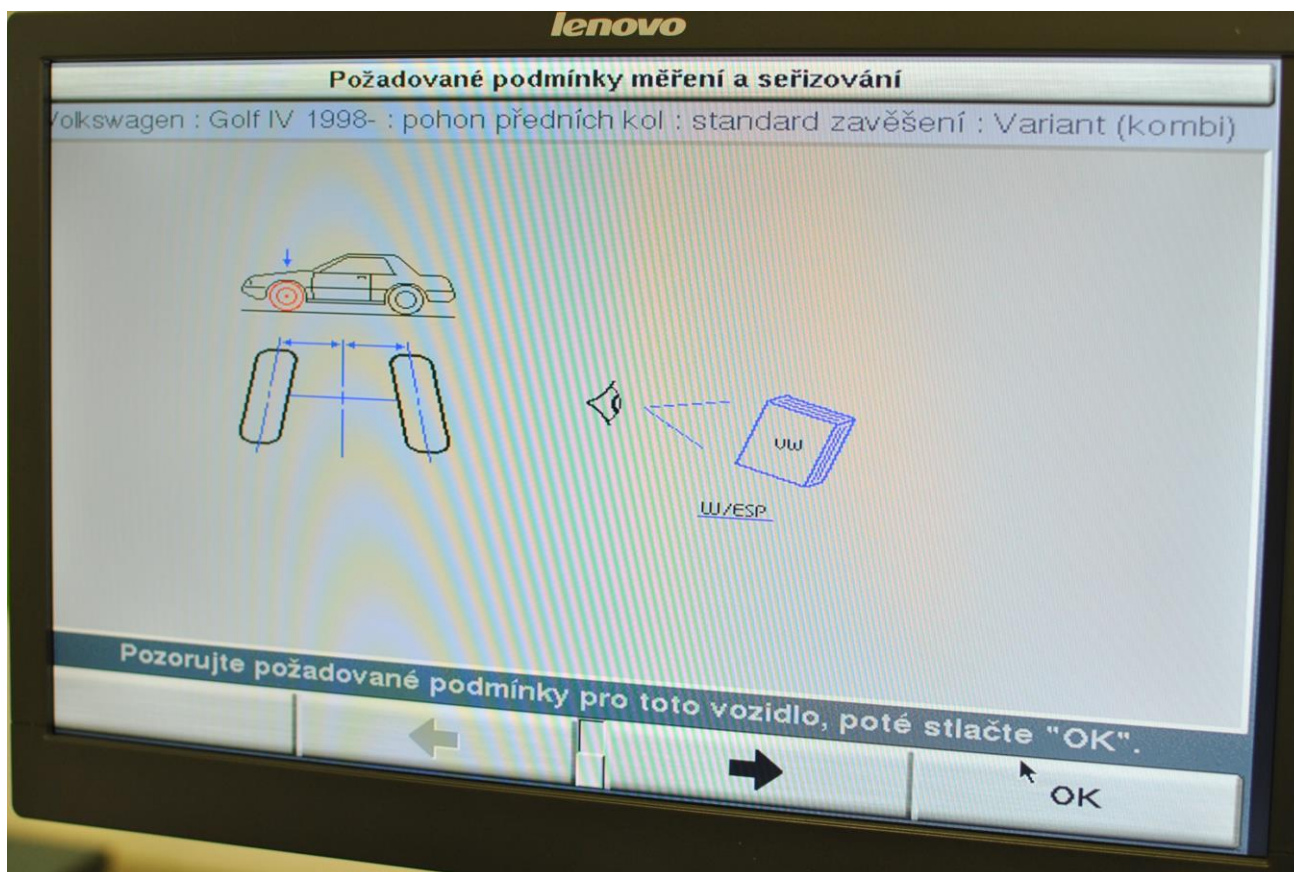 lenovo
Požadované podmínky měření a seřizování
Volkswagen : Golf IV 1998- : pohon předních kol : standard zavěšení : Variant (kombi)
VW
W/ESP
Pozorujte požadované podmínky pro toto vozidlo, poté stlačte "OK".
OK